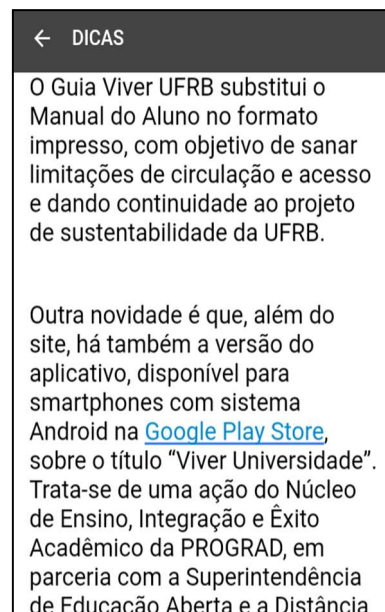 DICAS
O Guia Viver UFRB substitui o
Manual do Aluno no formato
impresso, com objetivo de sanar
limitações de circulação e acesso
e dando continuidade ao projeto
de sustentabilidade da UFRB.
Outra novidade é que, além do
site, há também a versão do
aplicativo, disponível para
smartphones com sistema
Android na Google Play Store,
sobre o título “Viver Universidade”.
Trata-se de uma ação do Núcleo
de Ensino, Integração e Êxito
Acadêmico da PROGRAD, em
parceria com a Superintendência
de Educação Aberta e a Distância